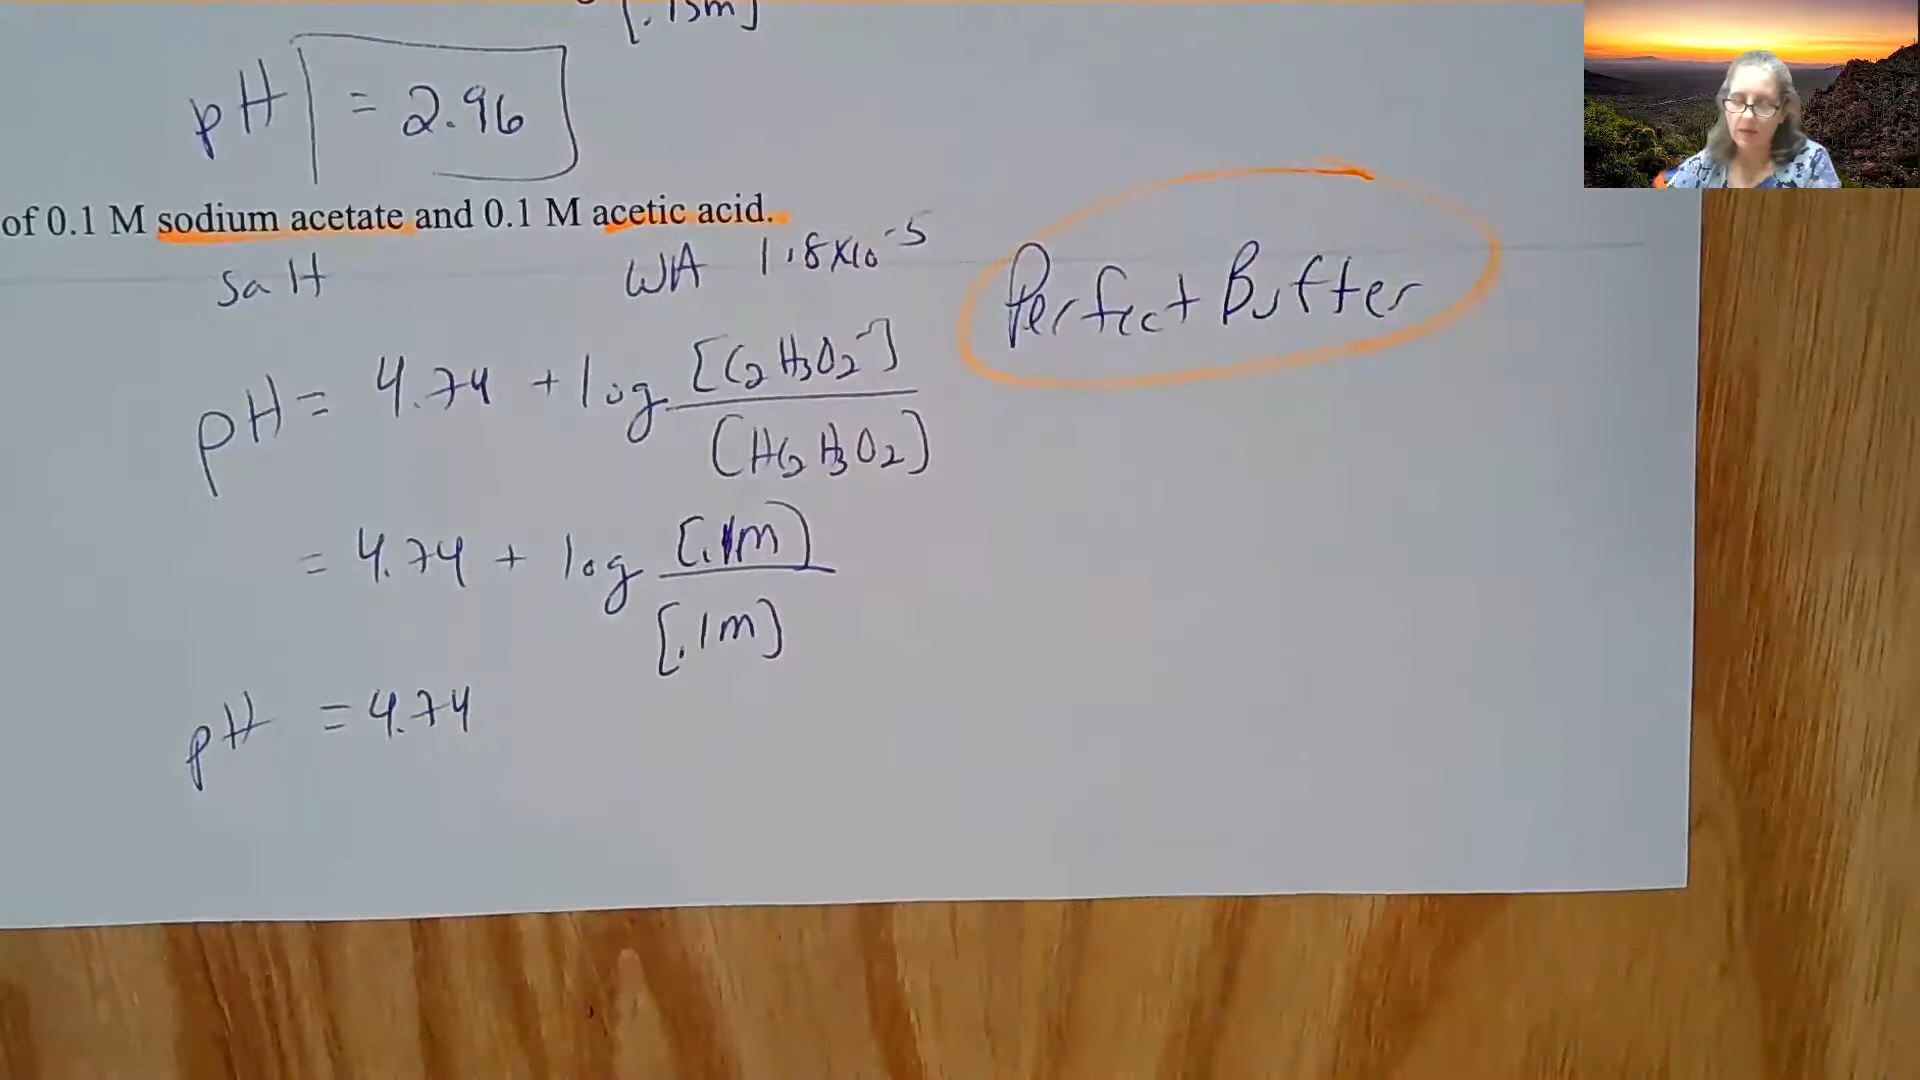 [.15m]
pH = 2.96
of 0.1 M sodium acetate and 0.1 M acetic acid.
Salt WA 1.8x10-5
Perfect Buffer
pH = 4.74 + log [C2H3O2-]
[HC2H3O2]
= 4.74 + log [.1m]
[.1m]
pH = 4.74